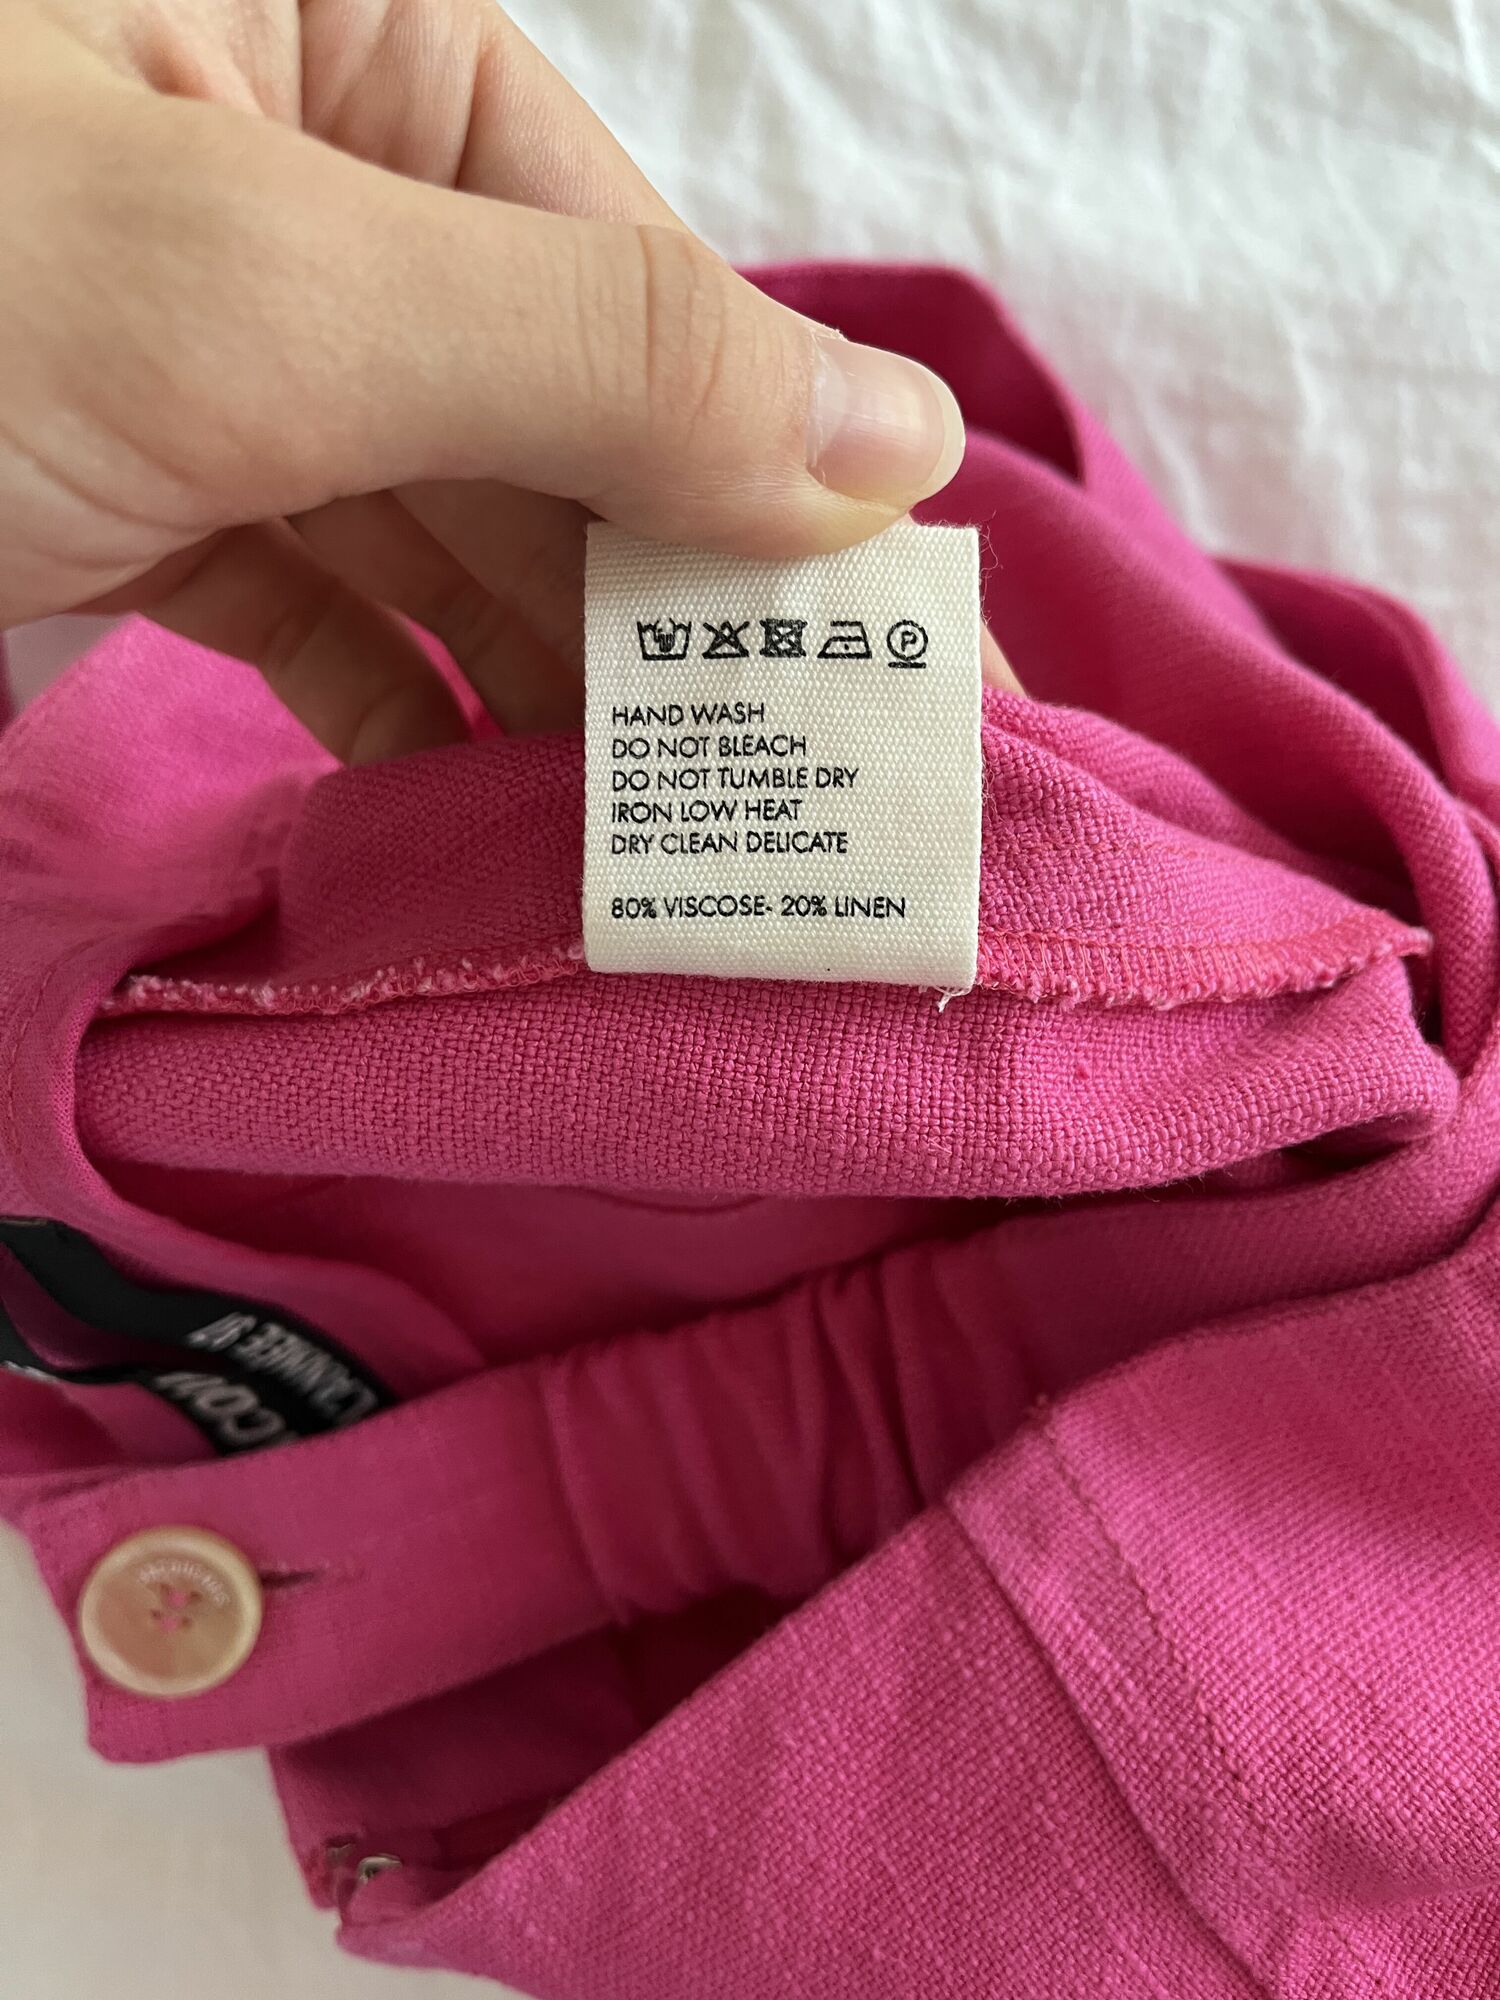 P
HAND WASH
DO NOT BLEACH
DO NOT TUMBLE DRY
IRON LOW HEAT
DRY CLEAN DELICATE
80% VISCOSE- 20% LINEN
JACQUEMUS